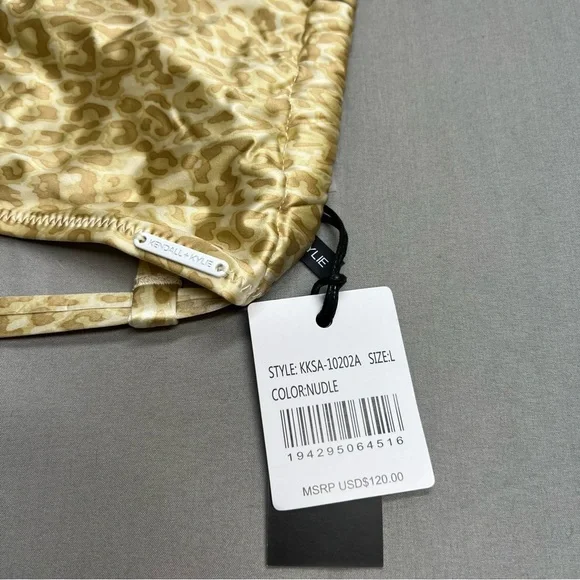 KENDALL + KYLIE
KYLIE
STYLE: KKSA-10202A SIZE:L
COLOR:NUDLE
194295064516
MSRP USD$120.00